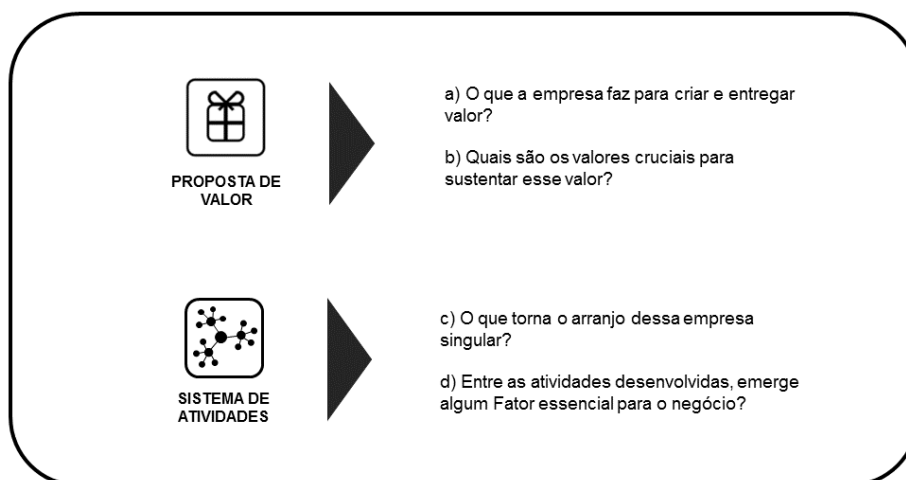 PROPOSTA DE
VALOR
a) O que a empresa faz para criar e entregar
valor?
b) Quais são os valores cruciais para
sustentar esse valor?
SISTEMA DE
ATIVIDADES
c) O que torna o arranjo dessa empresa
singular?
d) Entre as atividades desenvolvidas, emerge
algum Fator essencial para o negócio?